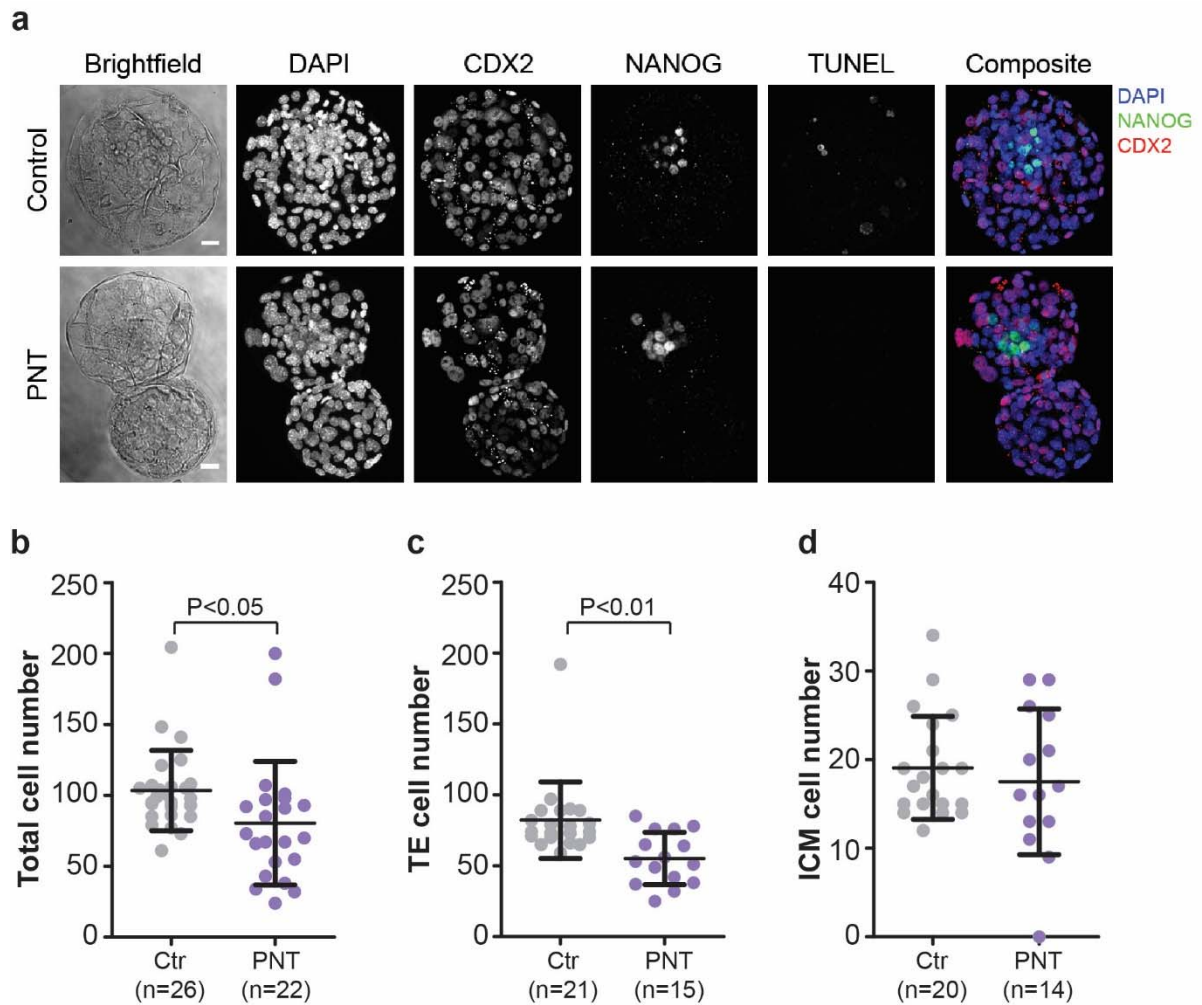 a
Brightfield DAPI CDX2 NANOG TUNEL Composite
Control
DAPI
NANOG
CDX2
PNT
b
Total cell number
250
200
150
100
50
0
P<0.05
Ctr PNT
(n=26) (n=22)
c
TE cell number
250
200
150
100
50
0
P<0.01
Ctr PNT
(n=21) (n=15)
d
ICM cell number
40
30
20
10
0
Ctr PNT
(n=20) (n=14)